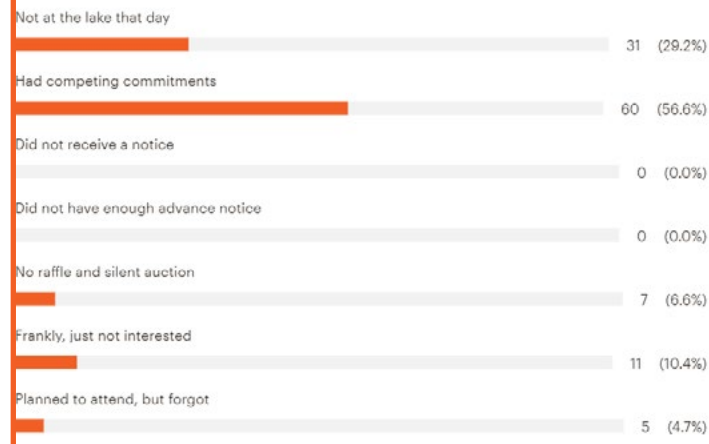 Not at the lake that day
31 (29.2%)
Had competing commitments
60 (56.6%)
Did not receive a notice
0 (0.0%)
Did not have enough advance notice
0 (0.0%)
No raffle and silent auction
7 (6.6%)
Frankly, just not interested
11 (10.4%)
Planned to attend, but forgot
5 (4.7%)